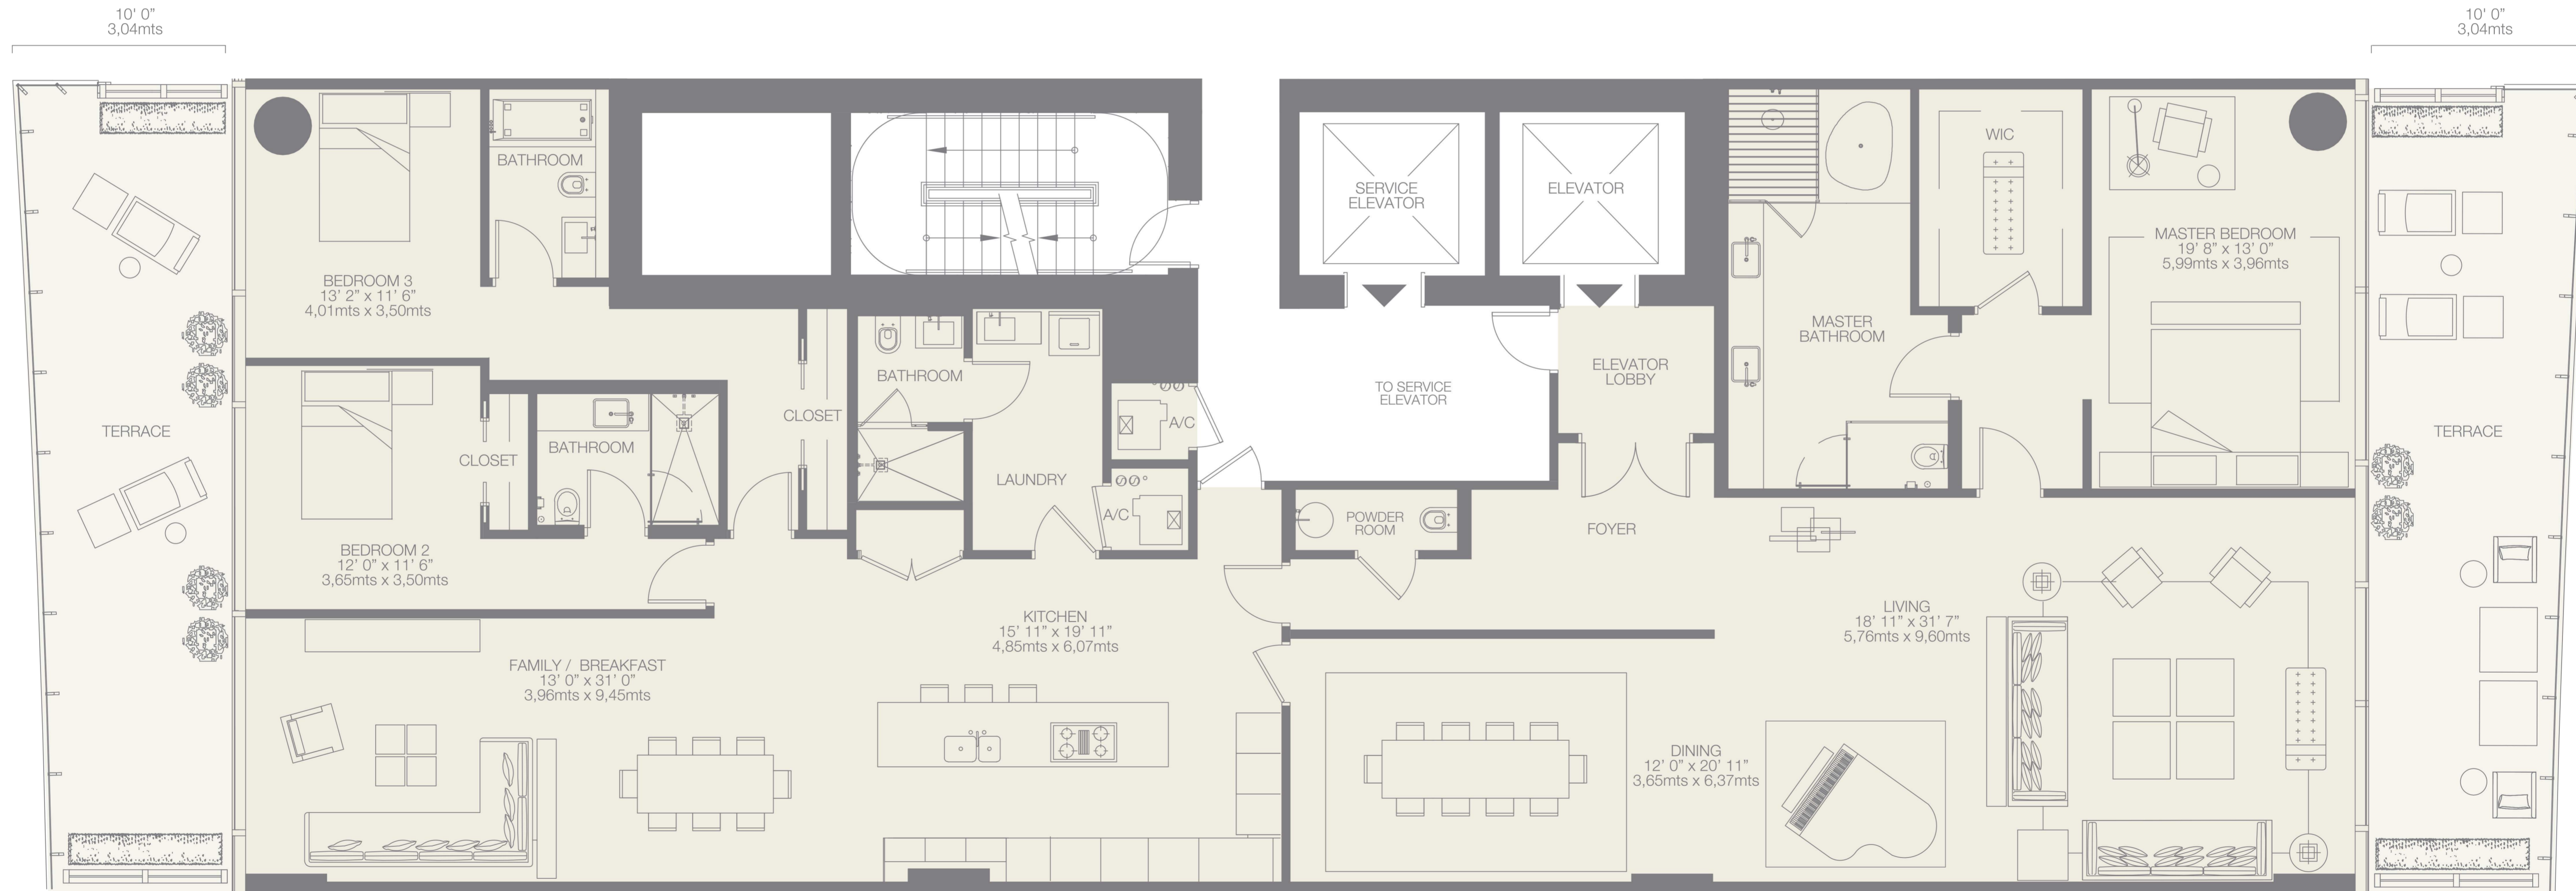 10' 0”
3,04mts
10' 0”
3,04mts
BATHROOM
BEDROOM 3
13' 2” x 11' 6”
4,01mts x 3,50mts
SERVICE
ELEVATOR
ELEVATOR
WIC
MASTER BEDROOM
19' 8” x 13' 0”
5,99mts x 3,96mts
MASTER
BATHROOM
TERRACE
CLOSET
BATHROOM
CLOSET
BATHROOM
LAUNDRY
A/C
A/C
TO SERVICE
ELEVATOR
ELEVATOR
LOBBY
TERRACE
BEDROOM 2
12' 0” x 11' 6”
3,65mts x 3,50mts
POWDER
ROOM
FOYER
KITCHEN
15' 11” x 19' 11”
4,85mts x 6,07mts
LIVING
18' 11” x 31' 7”
5,76mts x 9,60mts
FAMILY / BREAKFAST
13' 0” x 31' 0”
3,96mts x 9,45mts
DINING
12' 0” x 20' 11”
3,65mts x 6,37mts